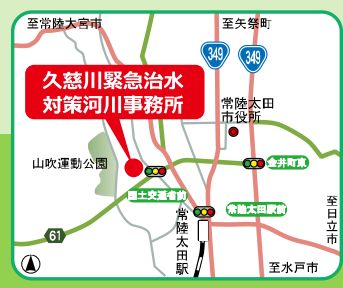 至常陸大宮市
至矢祭町
349
349
久慈川緊急治水
対策河川事務所
常陸太田
市役所
山吹運動公園
金井町東
国土交通省前
常陸太田駅前
常陸太田駅
至日立市
61
至水戸市